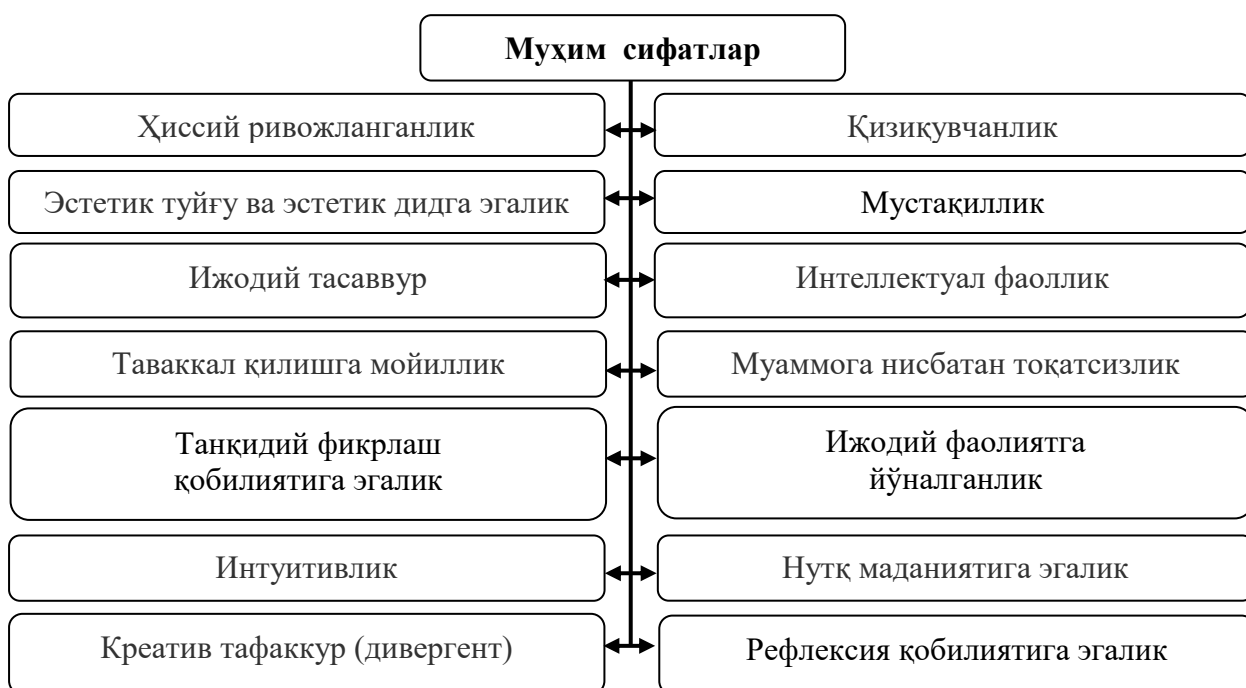 Муҳим сифатлар
Ҳиссий ривожланганлик
Қизиқувчанлик
Эстетик туйғу ва эстетик дидга эгалик
Мустақиллик
Ижодий тасаввур
Интеллектуал фаоллик
Таваккал қилишга мойиллик
Муаммога нисбатан тоқатсизлик
Танқидий фикрлаш
қобилиятига эгалик
Ижодий фаолиятга
йўналганлик
Интуитивлик
Нутқ маданиятига эгалик
Креатив тафаккур (дивергент)
Рефлексия қобилиятига эгалик